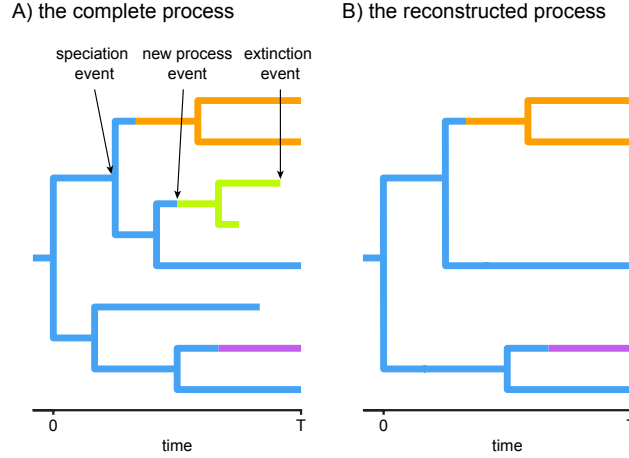 A) the complete process
B) the reconstructed process
speciation
event
new process
event
extinction
event
0
T
time
0
T
time